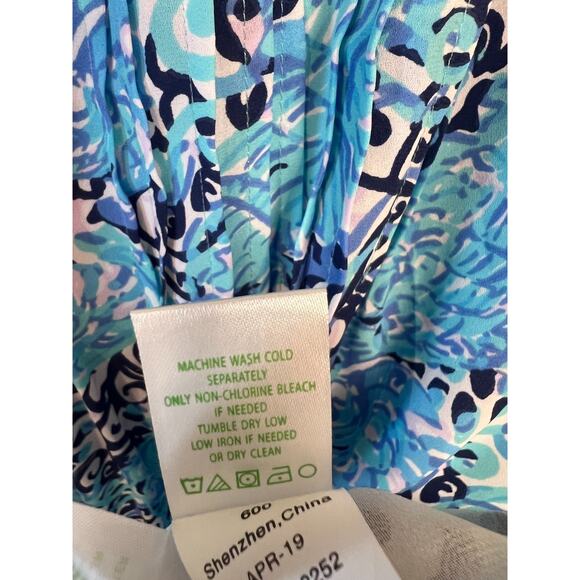 MACHINE WASH COLD
SEPARATELY
ONLY NON-CHLORINE BLEACH
IF NEEDED
TUMBLE DRY LOW
LOW IRON IF NEEDED
OR DRY CLEAN
600
Shenzhen, China
APR-19
0252